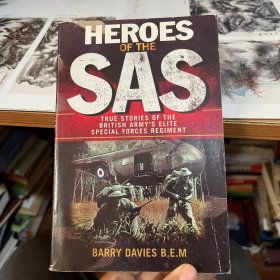 HEROES
OF THE
SAS
TRUE STORIES OF THE
BRITISH ARMY'S ELITE
SPECIAL FORCES REGIMENT
BARRY DAVIES B.E.M